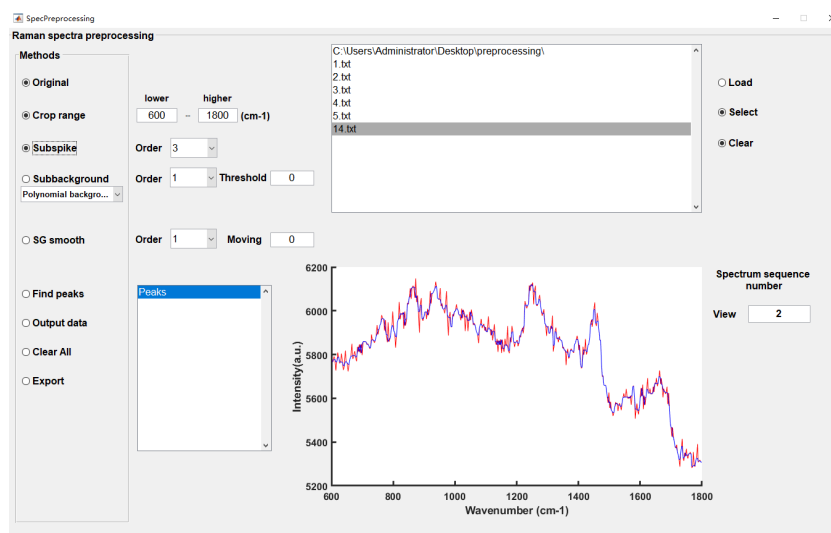 SpecPreprocessing
Raman spectra preprocessing
Methods
Original
lower higher
Crop range 600 -- 1800 (cm-1)
Subspike Order 3
Subbackground Order 1 Threshold 0
Polynomial backgro...
SG smooth Order 1 Moving 0
Find peaks
Output data
Clear All
Export
Peaks
C:\Users\Administrator\Desktop\preprocessing\
1.txt
2.txt
3.txt
4.txt
5.txt
14.txt
Load
Select
Clear
Spectrum sequence
number
View 2
6200
6000
5800
5600
5400
5200
Intensity(a.u.)
600 800 1000 1200 1400 1600 1800
Wavenumber (cm-1)